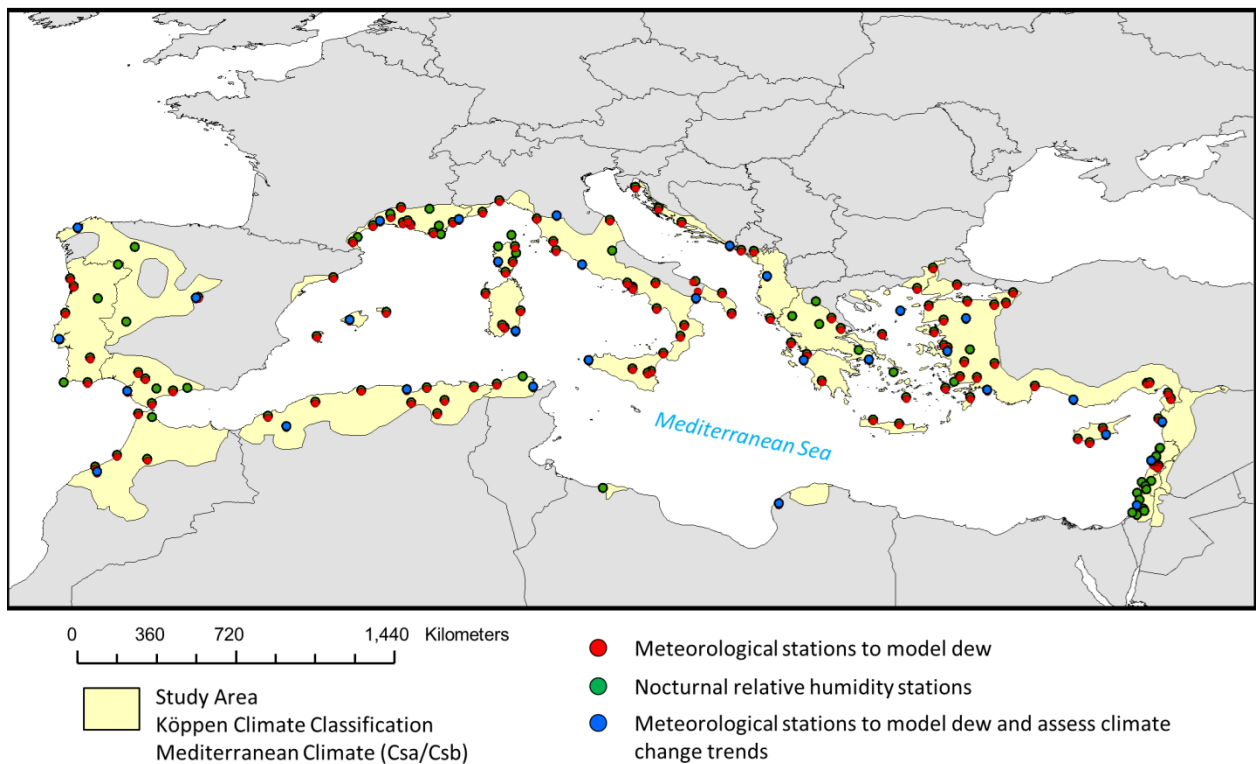 Mediterranean Sea
0 360 720 1,440 Kilometers
Study Area
Köppen Climate Classification
Mediterranean Climate (Csa/Csb)
Meteorological stations to model dew
Nocturnal relative humidity stations
Meteorological stations to model dew and assess climate
change trends